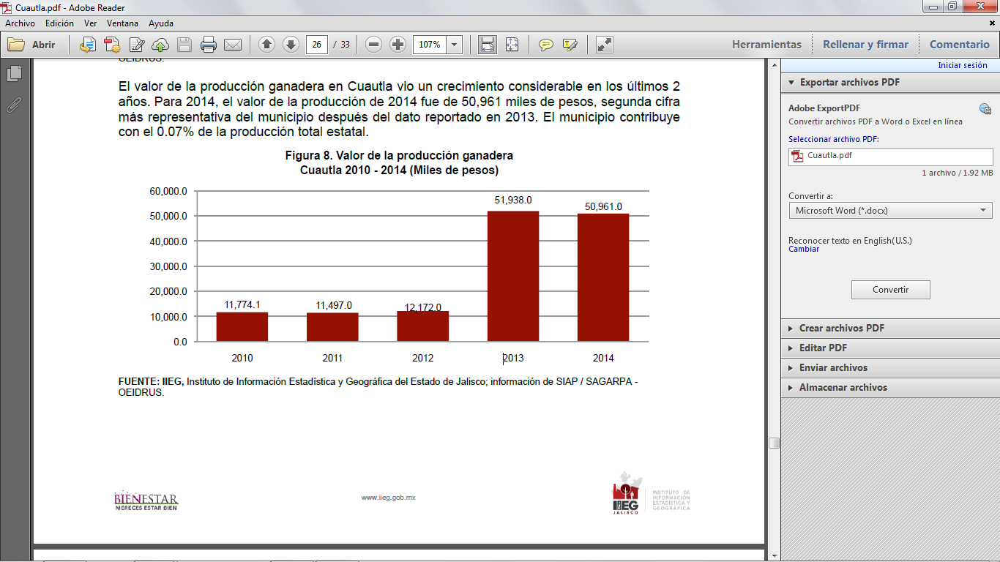 Cuautla.pdf - Adobe Reader
Archivo Edición Ver Ventana Ayuda
Abrir 26 / 33 107% Herramientas Rellenar y firmar Comentario
OEIDRUS.
El valor de la producción ganadera en Cuautla vio un crecimiento considerable en los últimos 2
años. Para 2014, el valor de la producción de 2014 fue de 50,961 miles de pesos, segunda cifra
más representativa del municipio después del dato reportado en 2013. El municipio contribuye
con el 0.07% de la producción total estatal.
Figura 8. Valor de la producción ganadera
Cuautla 2010 - 2014 (Miles de pesos)
60,000.0
50,000.0
40,000.0
30,000.0
20,000.0
10,000.0
0.0
11,774.1 11,497.0 12,172.0 51,938.0 50,961.0
2010 2011 2012 2013 2014
FUENTE: IIEG, Instituto de Información Estadística y Geográfica del Estado de Jalisco; información de SIAP / SAGARPA -
OEIDRUS.
BIENESTAR
MERECES ESTAR BIEN
www.iieg.gob.mx
IIEG
JALISCO
INSTITUTO DE
INFORMACIÓN
ESTADÍSTICA Y
GEOGRÁFICA
Iniciar sesión
Exportar archivos PDF
Adobe ExportPDF
Convertir archivos PDF a Word o Excel en línea
Seleccionar archivo PDF:
Cuautla.pdf
1 archivo / 1.92 MB
Convertir a:
Microsoft Word (*.docx)
Reconocer texto en English(U.S.)
Cambiar
Convertir
Crear archivos PDF
Editar PDF
Enviar archivos
Almacenar archivos